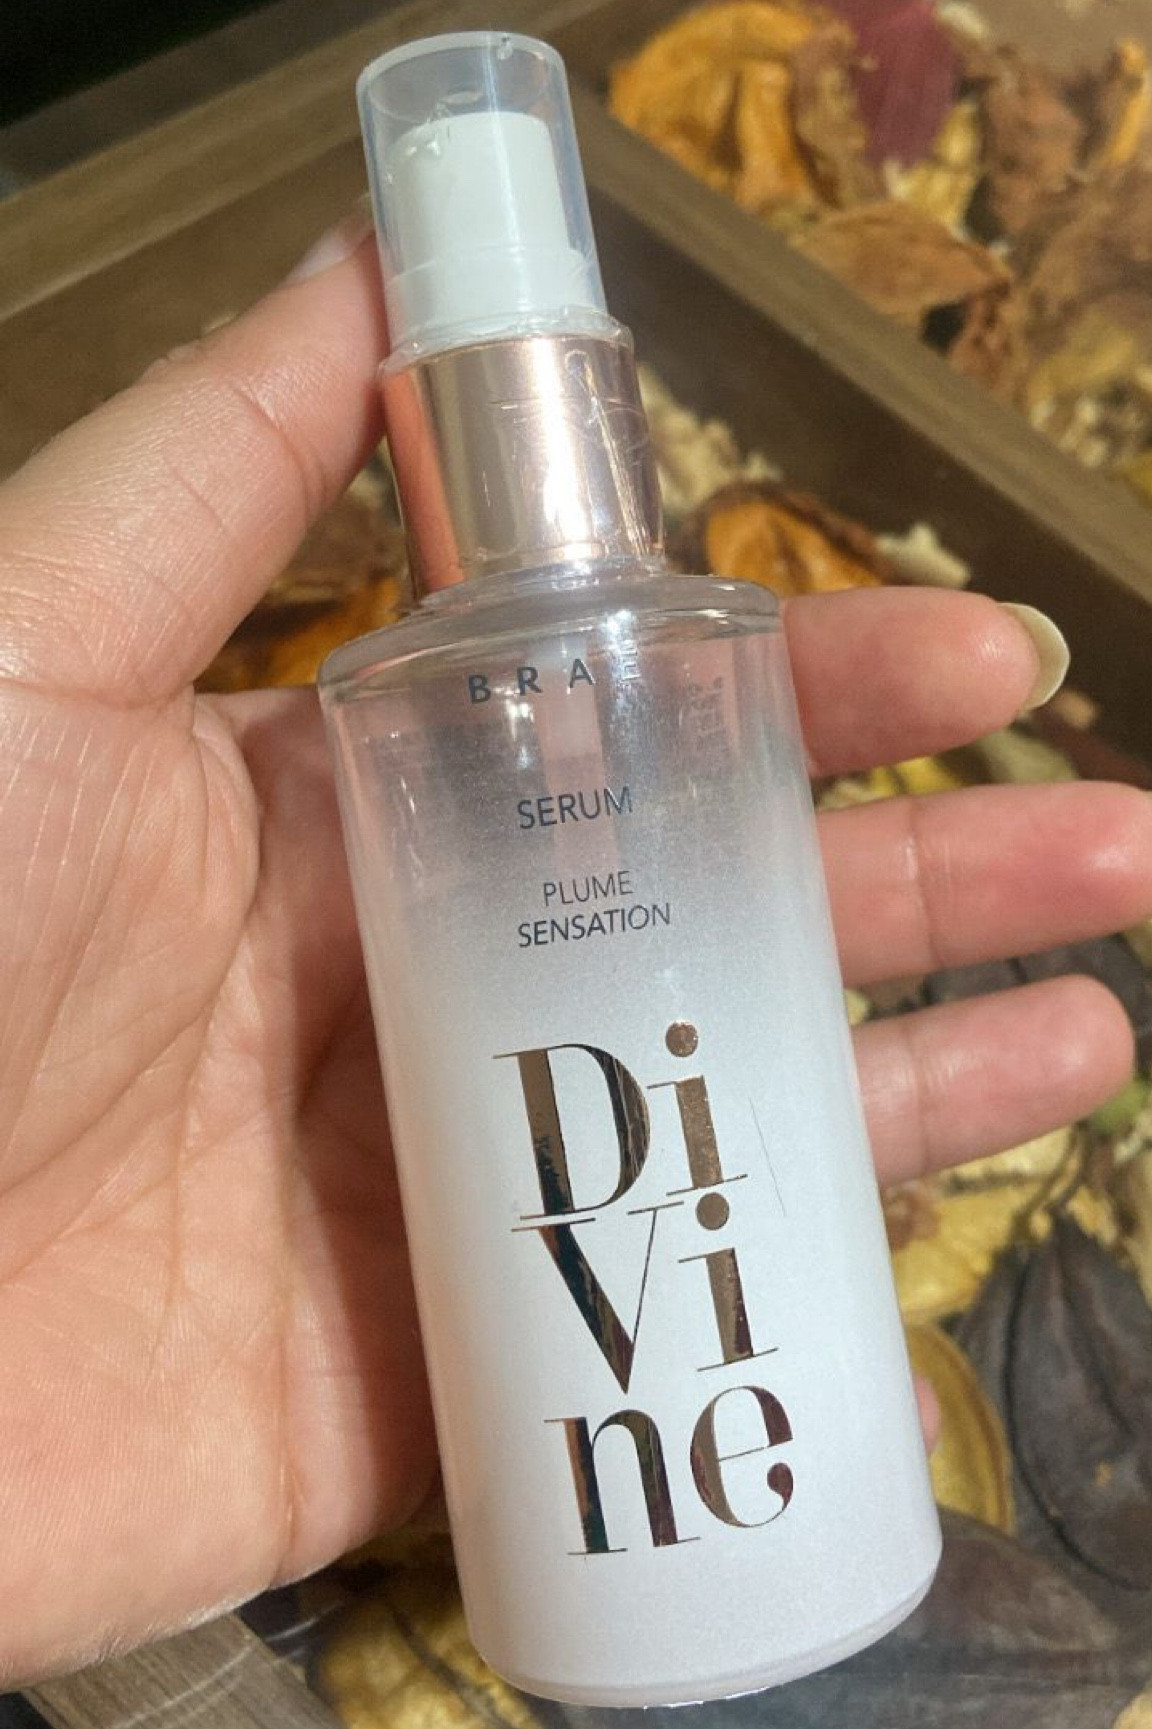 BRAE
SERUM
PLUME
SENSATION
Di
Vi
ne